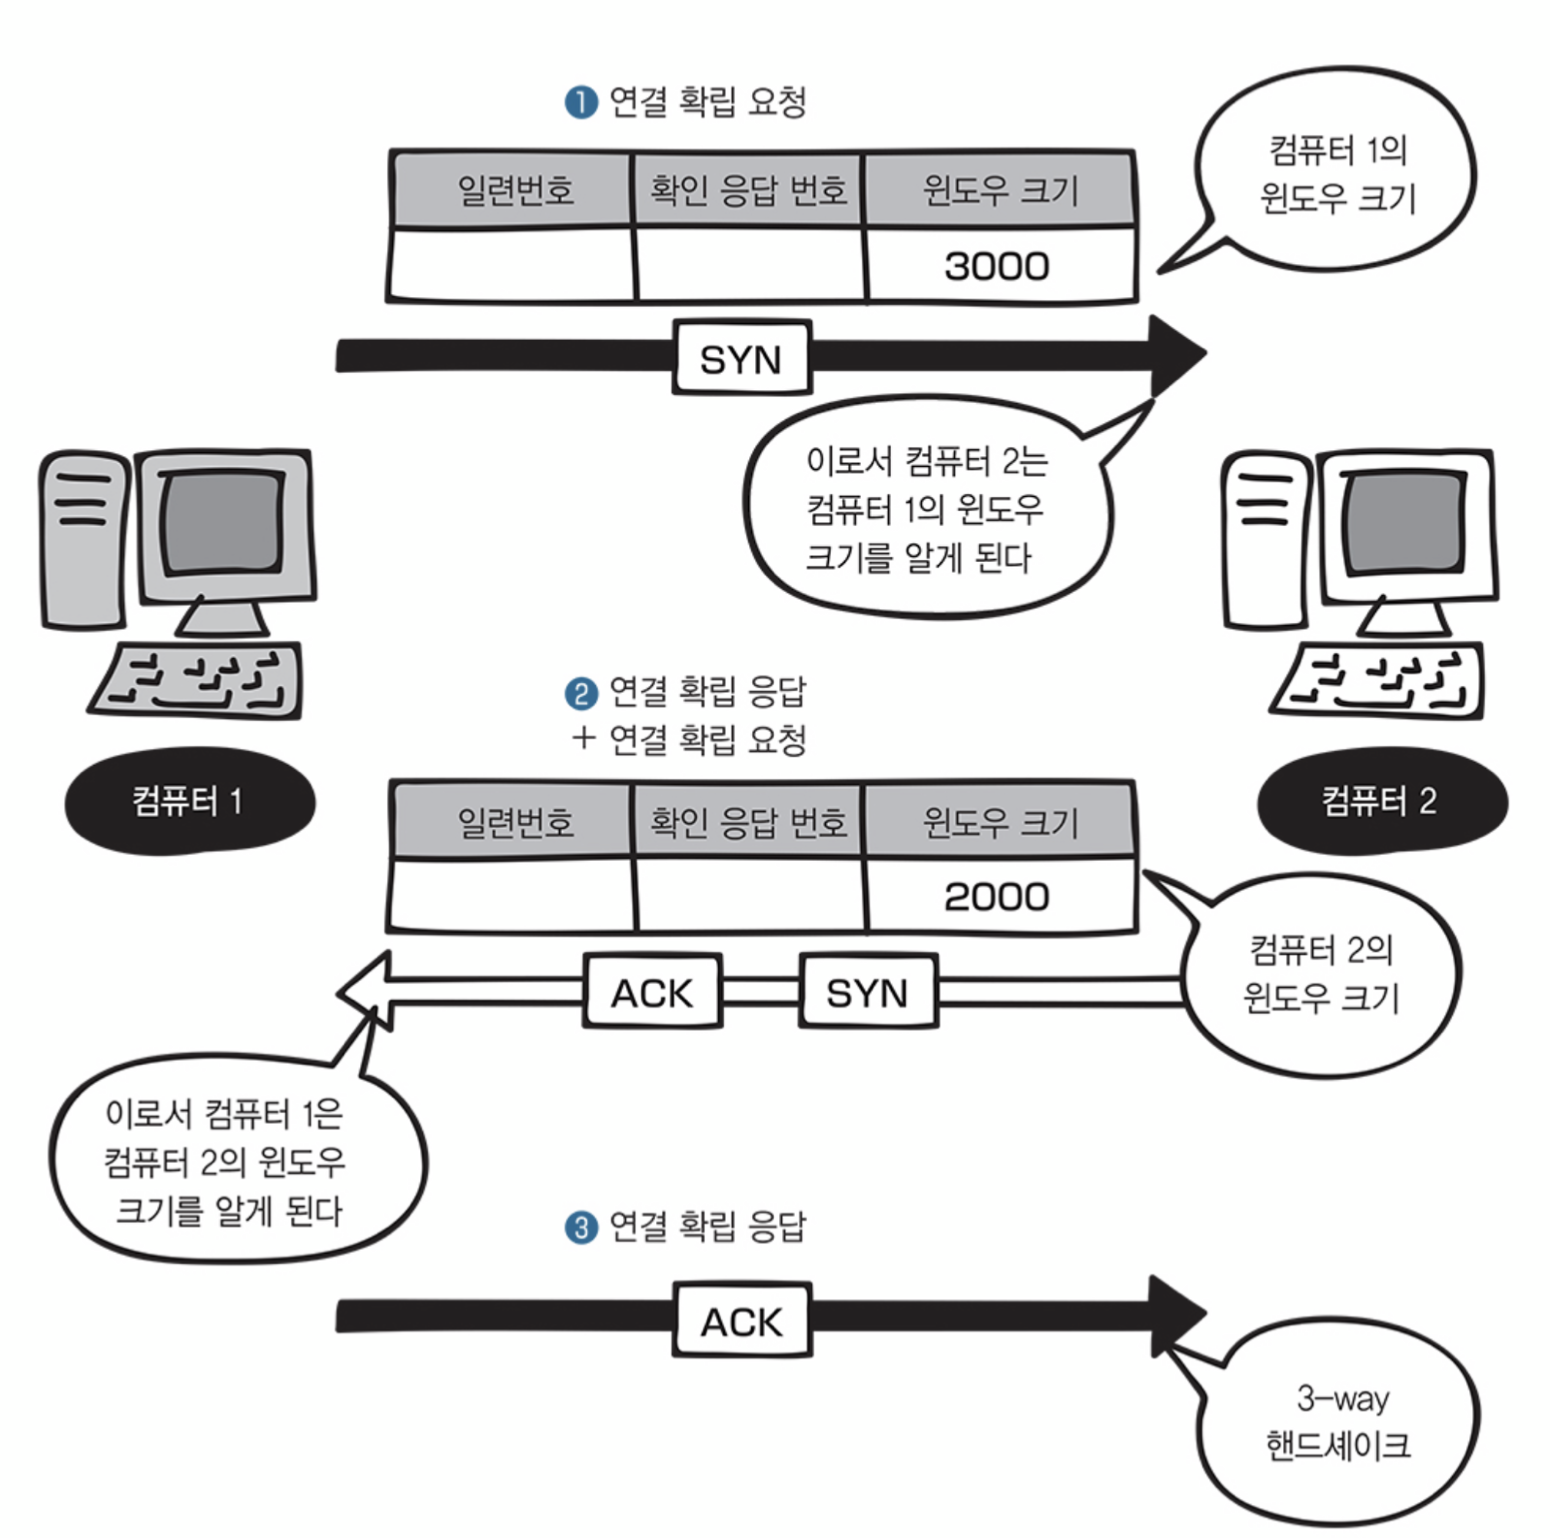 ❶ 연결 확립 요청
컴퓨터 1의
윈도우 크기
일련번호 확인 응답 번호 윈도우 크기
3000
SYN
이로서 컴퓨터 2는
컴퓨터 1의 윈도우
크기를 알게 된다
❷ 연결 확립 응답
+ 연결 확립 요청
컴퓨터 1
컴퓨터 2
일련번호 확인 응답 번호 윈도우 크기
2000
ACK SYN
컴퓨터 2의
윈도우 크기
이로서 컴퓨터 1은
컴퓨터 2의 윈도우
크기를 알게 된다
❸ 연결 확립 응답
ACK
3-way
핸드셰이크